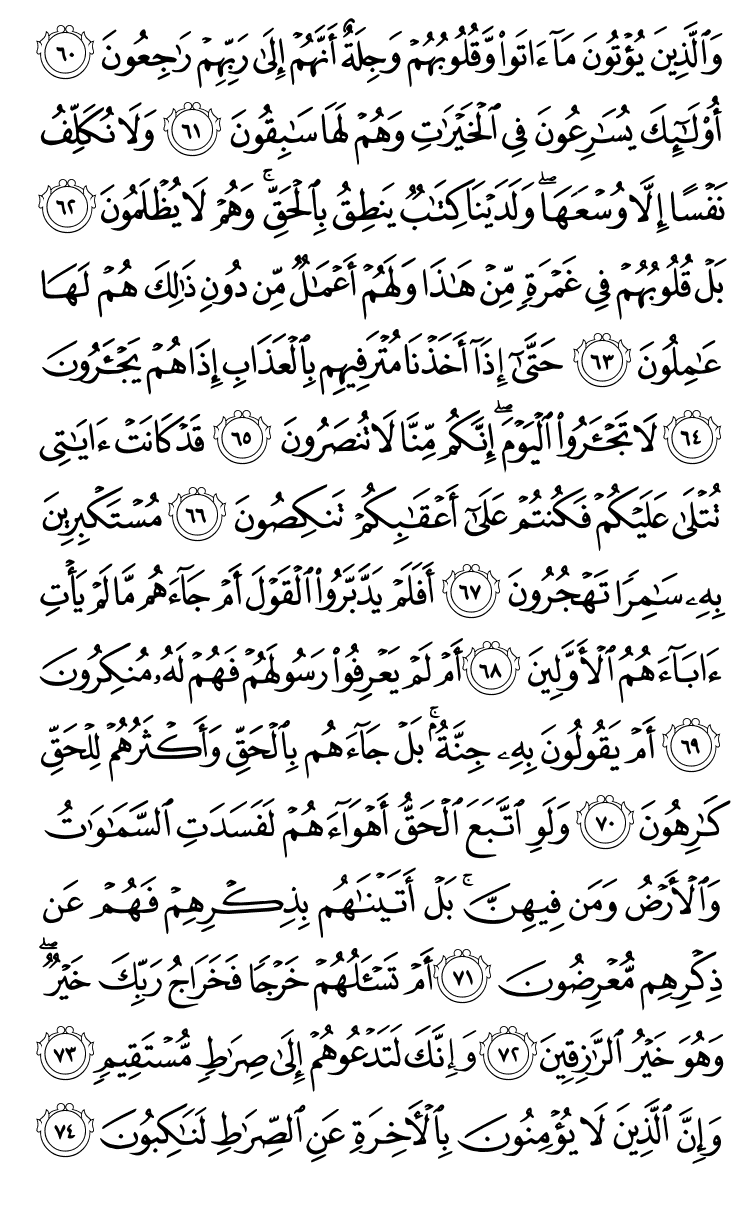 وَٱلَّذِينَ يُؤۡتُونَ مَآ ءَاتَواْ وَّقُلُوبُهُمۡ وَجِلَةٌ أَنَّهُمۡ إِلَىٰ رَبِّهِمۡ رَٰجِعُونَ ٦٠
أُوْلَٰٓئِكَ يُسَٰرِعُونَ فِي ٱلۡخَيۡرَٰتِ وَهُمۡ لَهَا سَٰبِقُونَ ٦١ وَلَا نُكَلِّفُ
نَفۡسًا إِلَّا وُسۡعَهَاۖ وَلَدَيۡنَا كِتَٰبٞ يَنطِقُ بِٱلۡحَقِّۚ وَهُمۡ لَا يُظۡلَمُونَ ٦٢
بَلۡ قُلُوبُهُمۡ فِي غَمۡرَةٖ مِّنۡ هَٰذَا وَلَهُمۡ أَعۡمَٰلٞ مِّن دُونِ ذَٰلِكَ هُمۡ لَهَا
عَٰمِلُونَ ٦٣ حَتَّىٰٓ إِذَآ أَخَذۡنَا مُتۡرَفِيهِم بِٱلۡعَذَابِ إِذَا هُمۡ يَجۡـَٔرُونَ
٦٤ لَا تَجۡـَٔرُواْ ٱلۡيَوۡمَۖ إِنَّكُم مِّنَّا لَا تُنصَرُونَ ٦٥ قَدۡ كَانَتۡ ءَايَٰتِي
تُتۡلَىٰ عَلَيۡكُمۡ فَكُنتُمۡ عَلَىٰٓ أَعۡقَٰبِكُمۡ تَنكِصُونَ ٦٦ مُسۡتَكۡبِرِينَ
بِهِۦ سَٰمِرٗا تَهۡجُرُونَ ٦٧ أَفَلَمۡ يَدَّبَّرُواْ ٱلۡقَوۡلَ أَمۡ جَآءَهُم مَّا لَمۡ يَأۡتِ
ءَابَآءَهُمُ ٱلۡأَوَّلِينَ ٦٨ أَمۡ لَمۡ يَعۡرِفُواْ رَسُولَهُمۡ فَهُمۡ لَهُۥ مُنكِرُونَ
٦٩ أَمۡ يَقُولُونَ بِهِۦ جِنَّةُۢۚ بَلۡ جَآءَهُم بِٱلۡحَقِّ وَأَكۡثَرُهُمۡ لِلۡحَقِّ
كَٰرِهُونَ ٧٠ وَلَوِ ٱتَّبَعَ ٱلۡحَقُّ أَهۡوَآءَهُمۡ لَفَسَدَتِ ٱلسَّمَٰوَٰتُ
وَٱلۡأَرۡضُ وَمَن فِيهِنَّۚ بَلۡ أَتَيۡنَٰهُم بِذِكۡرِهِمۡ فَهُمۡ عَن
ذِكۡرِهِم مُّعۡرِضُونَ ٧١ أَمۡ تَسۡـَٔلُهُمۡ خَرۡجٗا فَخَرَاجُ رَبِّكَ خَيۡرٞۖ
وَهُوَ خَيۡرُ ٱلرَّٰزِقِينَ ٧٢ وَإِنَّكَ لَتَدۡعُوهُمۡ إِلَىٰ صِرَٰطٖ مُّسۡتَقِيمٖ ٧٣
وَإِنَّ ٱلَّذِينَ لَا يُؤۡمِنُونَ بِٱلۡأٓخِرَةِ عَنِ ٱلصِّرَٰطِ لَنَٰكِبُونَ ٧٤